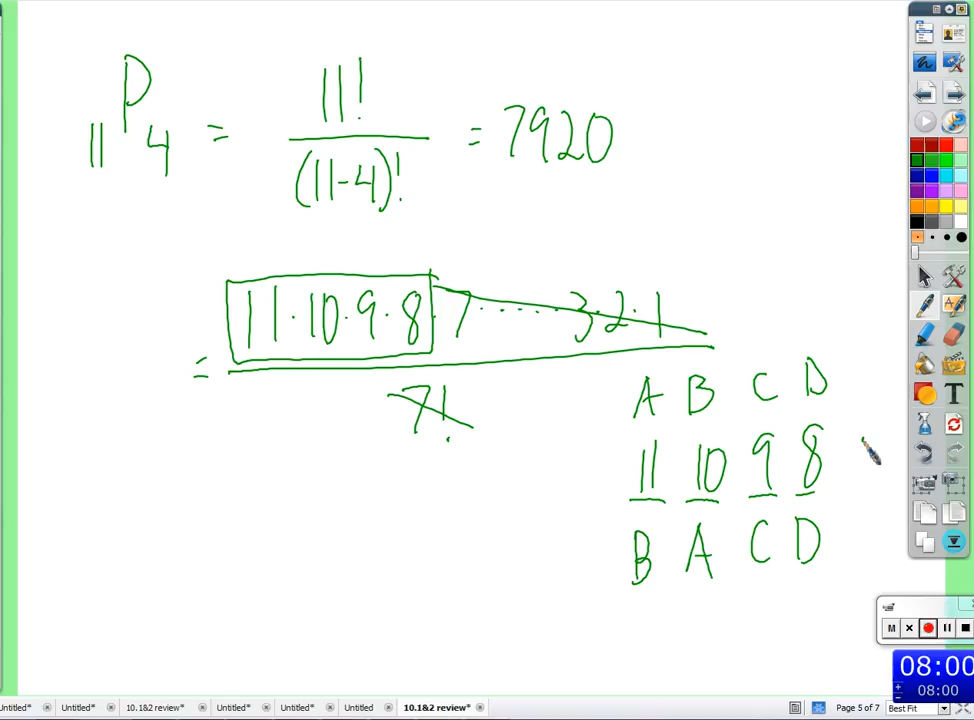 ₁₁P₄ = 11! / (11-4)! = 7920
= 11·10·9·8·7······3·2·1 / 7!
A B C D
11 10 9 8
B A C D
M
08:00
08:00
Untitled* Untitled* 10.1&2 review* Untitled* Untitled* Untitled 10.1&2 review* Page 5 of 7 Best Fit